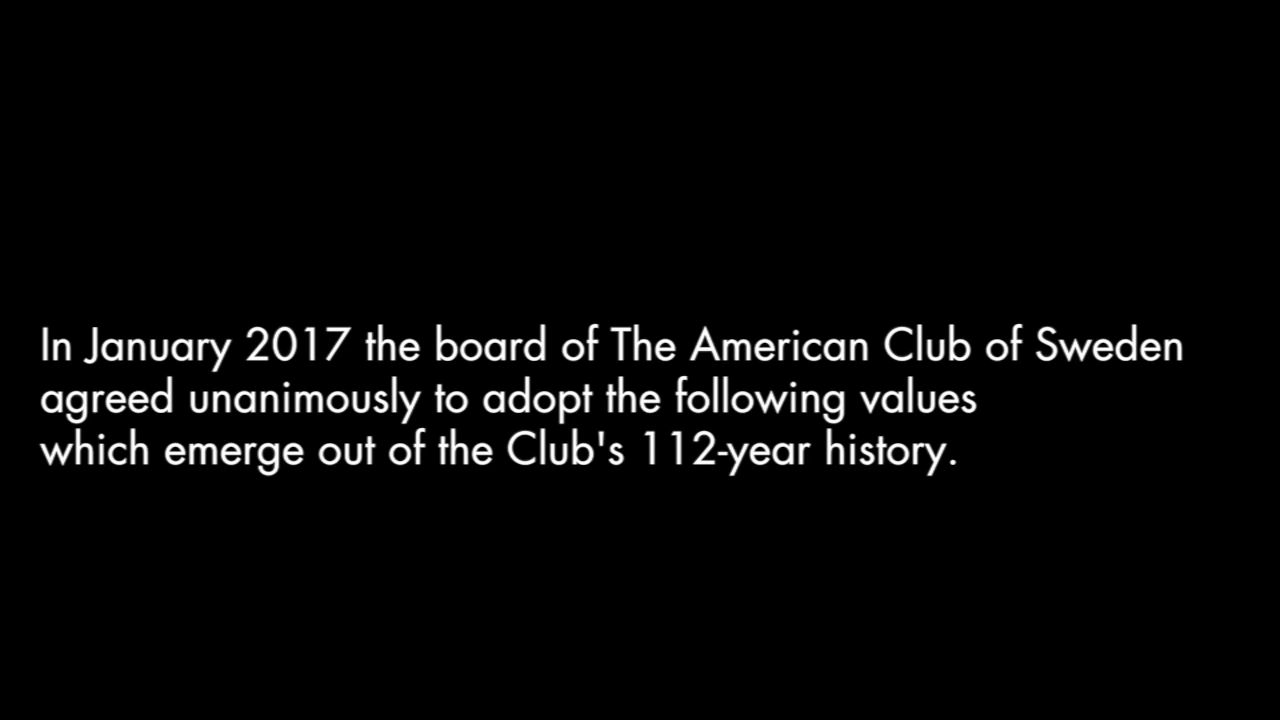 In January 2017 the board of The American Club of Sweden
agreed unanimously to adopt the following values
which emerge out of the Club's 112-year history.